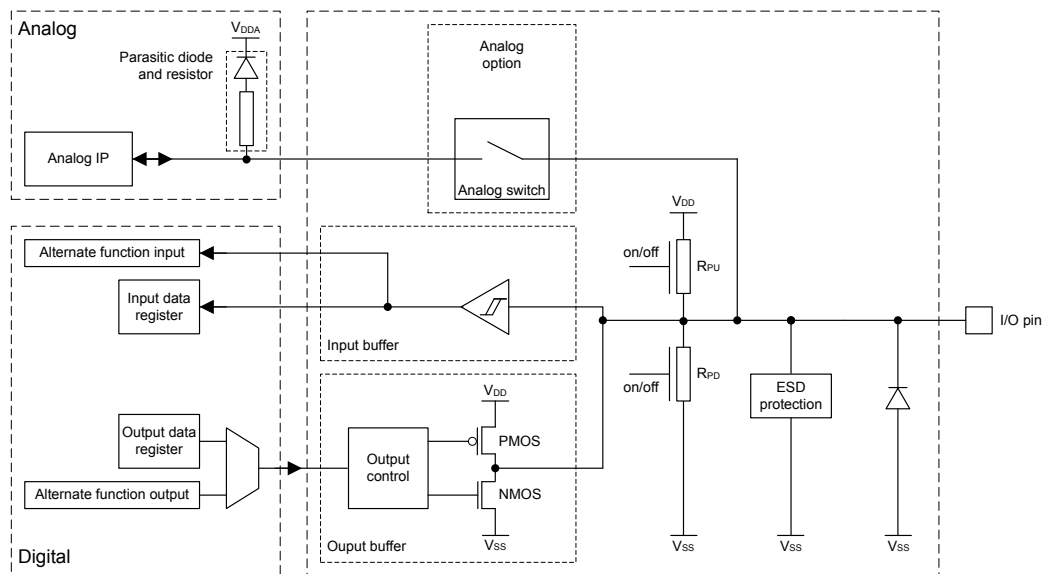 Analog
VDDA
Parasitic diode
and resistor
Analog IP
Analog
option
Analog switch
Alternate function input
Input data
register
Input buffer
VDD
on/off
RPU
on/off
RPD
I/O pin
ESD
protection
Output data
register
Alternate function output
Output
control
VDD
PMOS
NMOS
VSS
Ouput buffer
VSS
VSS
VSS
Digital